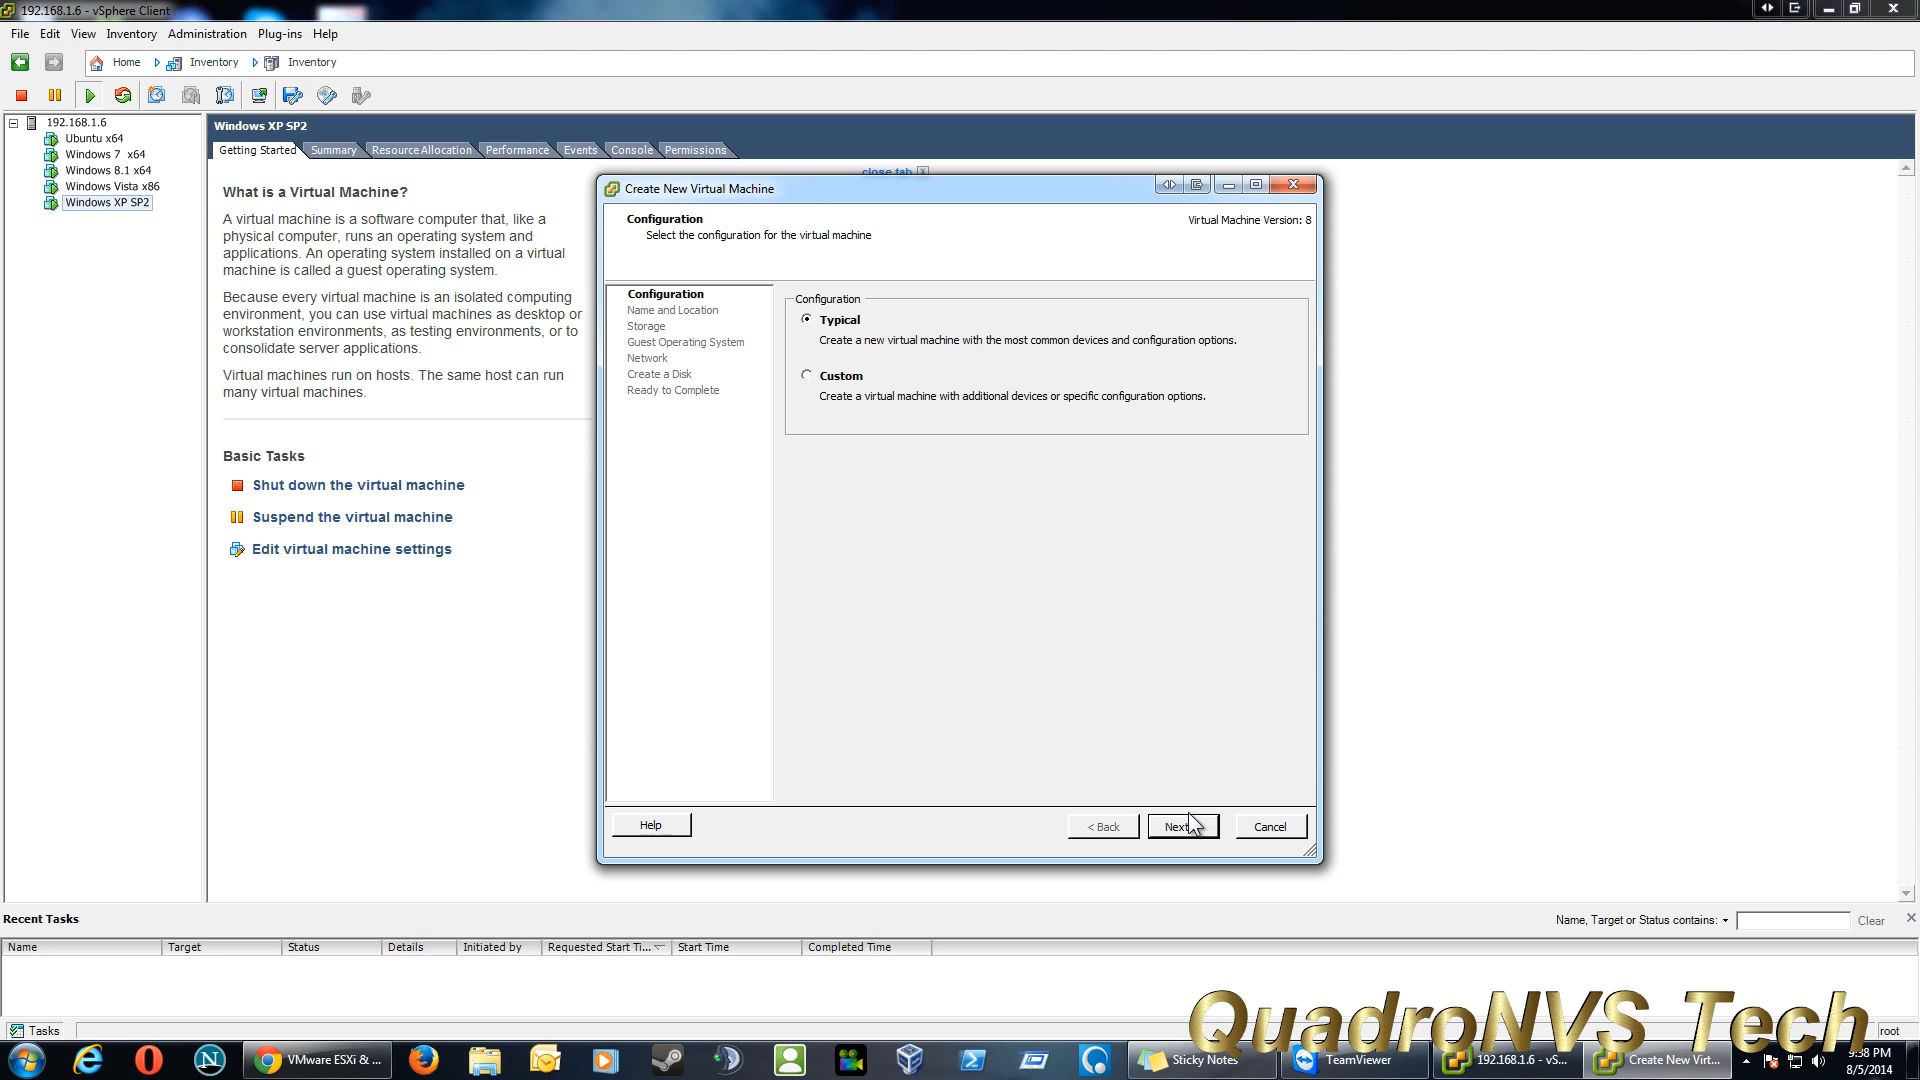 192.168.1.6 - vSphere Client
File Edit View Inventory Administration Plug-ins Help
Home Inventory Inventory
192.168.1.6
Ubuntu x64
Windows 7 x64
Windows 8.1 x64
Windows Vista x86
Windows XP SP2
Windows XP SP2
Getting Started Summary Resource Allocation Performance Events Console Permissions
close tab
What is a Virtual Machine?
A virtual machine is a software computer that, like a
physical computer, runs an operating system and
applications. An operating system installed on a virtual
machine is called a guest operating system.
Because every virtual machine is an isolated computing
environment, you can use virtual machines as desktop or
workstation environments, as testing environments, or to
consolidate server applications.
Virtual machines run on hosts. The same host can run
many virtual machines.
Basic Tasks
Shut down the virtual machine
Suspend the virtual machine
Edit virtual machine settings
Create New Virtual Machine
Configuration
Virtual Machine Version: 8
Select the configuration for the virtual machine
Configuration
Name and Location
Storage
Guest Operating System
Network
Create a Disk
Ready to Complete
Configuration
Typical
Create a new virtual machine with the most common devices and configuration options.
Custom
Create a virtual machine with additional devices or specific configuration options.
Help < Back Next Cancel
Recent Tasks
Name, Target or Status contains: Clear
Name Target Status Details Initiated by Requested Start Ti... Start Time Completed Time
Tasks
root
QuadroNVS Tech
VMware ESXi & ... Sticky Notes TeamViewer 192.168.1.6 - vS... Create New Virt...
9:38 PM
8/5/2014